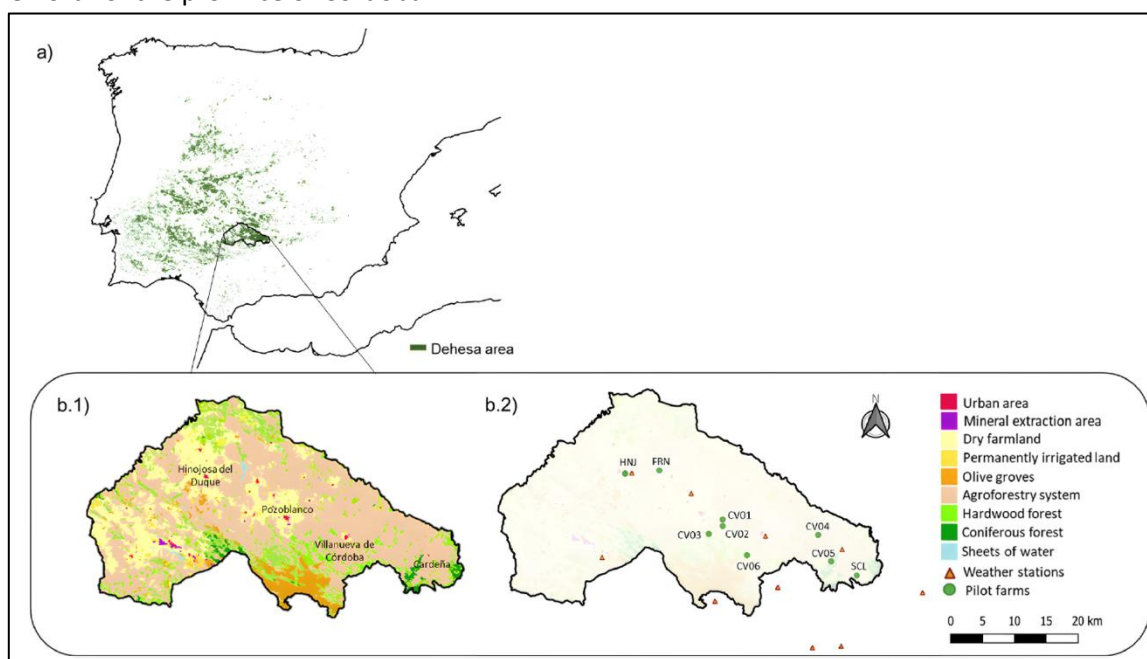 a)
Dehesa area
b.1)
Hinojosa del
Duque
Pozoblanco
Villanueva de
Córdoba
Cardeña
b.2)
N
HNJ
FRN
CV01
CV02
CV03
CV04
CV05
CV06
SCL
Urban area
Mineral extraction area
Dry farmland
Permanently irrigated land
Olive groves
Agroforestry system
Hardwood forest
Coniferous forest
Sheets of water
Weather stations
Pilot farms
0 5 10 15 20 km